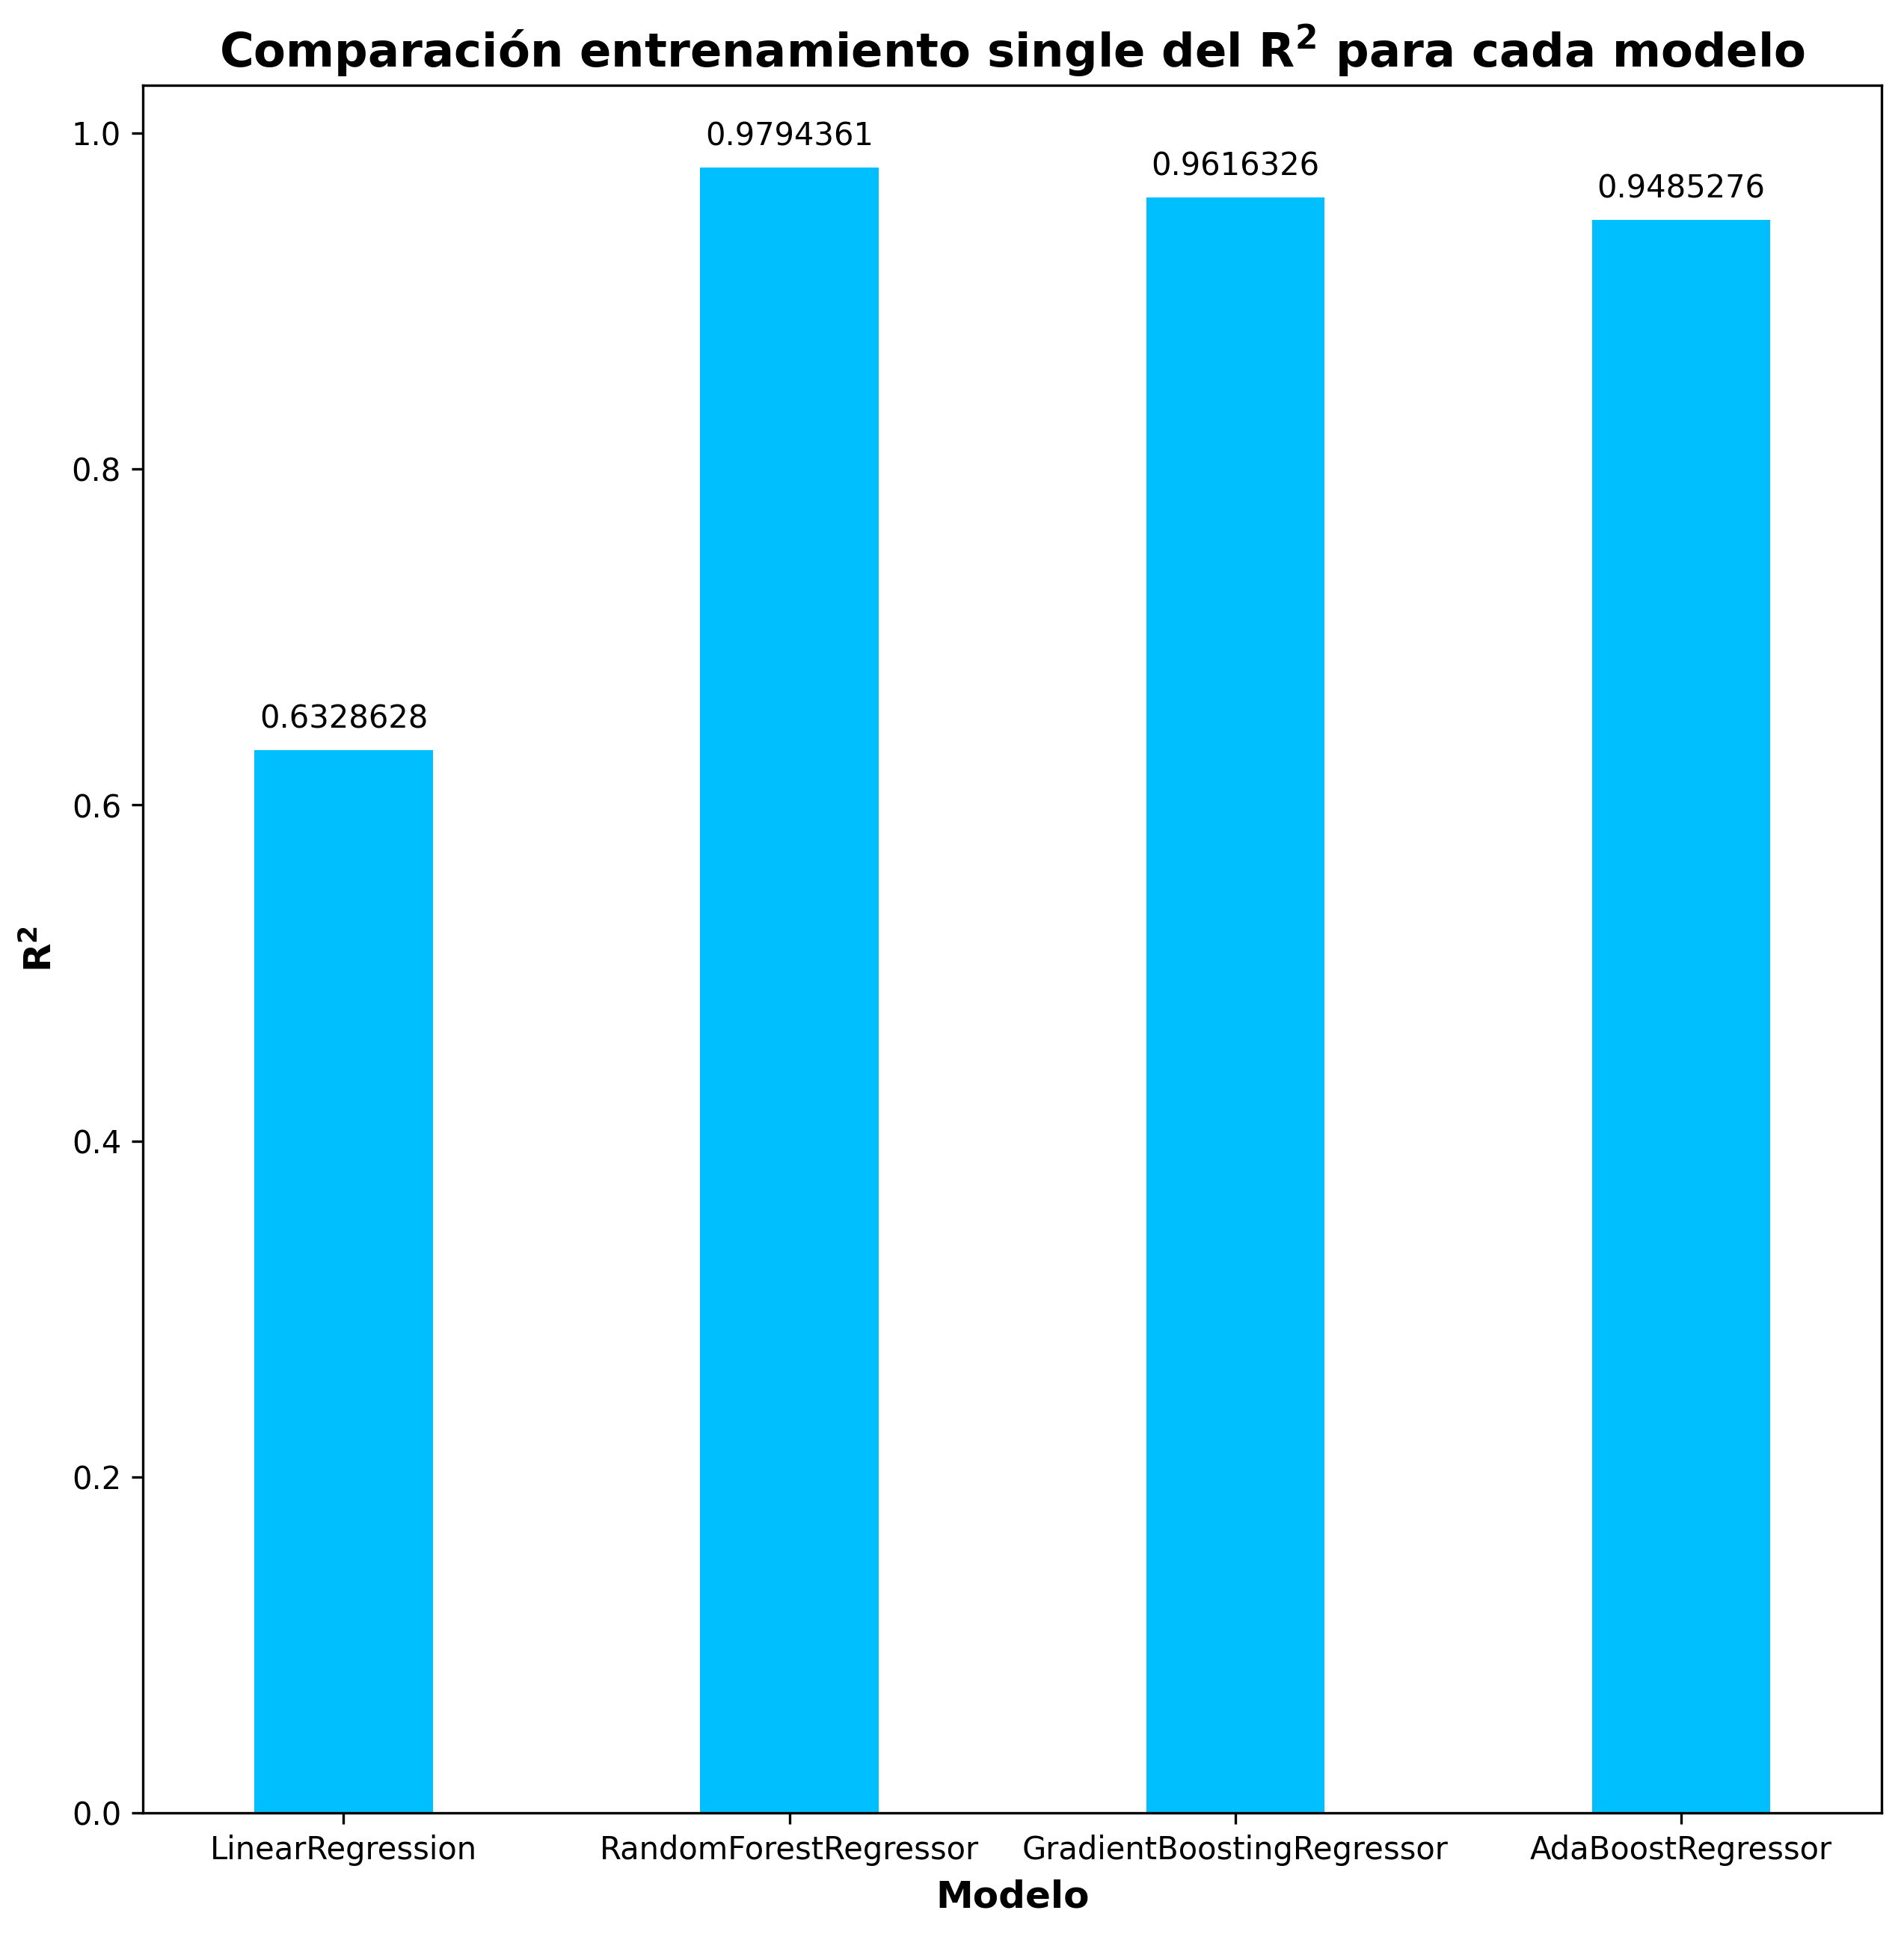 Comparación entrenamiento single del R² para cada modelo
1.0
0.8
0.6
0.4
0.2
0.0
R²
0.6328628
0.9794361
0.9616326
0.9485276
LinearRegression
RandomForestRegressor
GradientBoostingRegressor
AdaBoostRegressor
Modelo